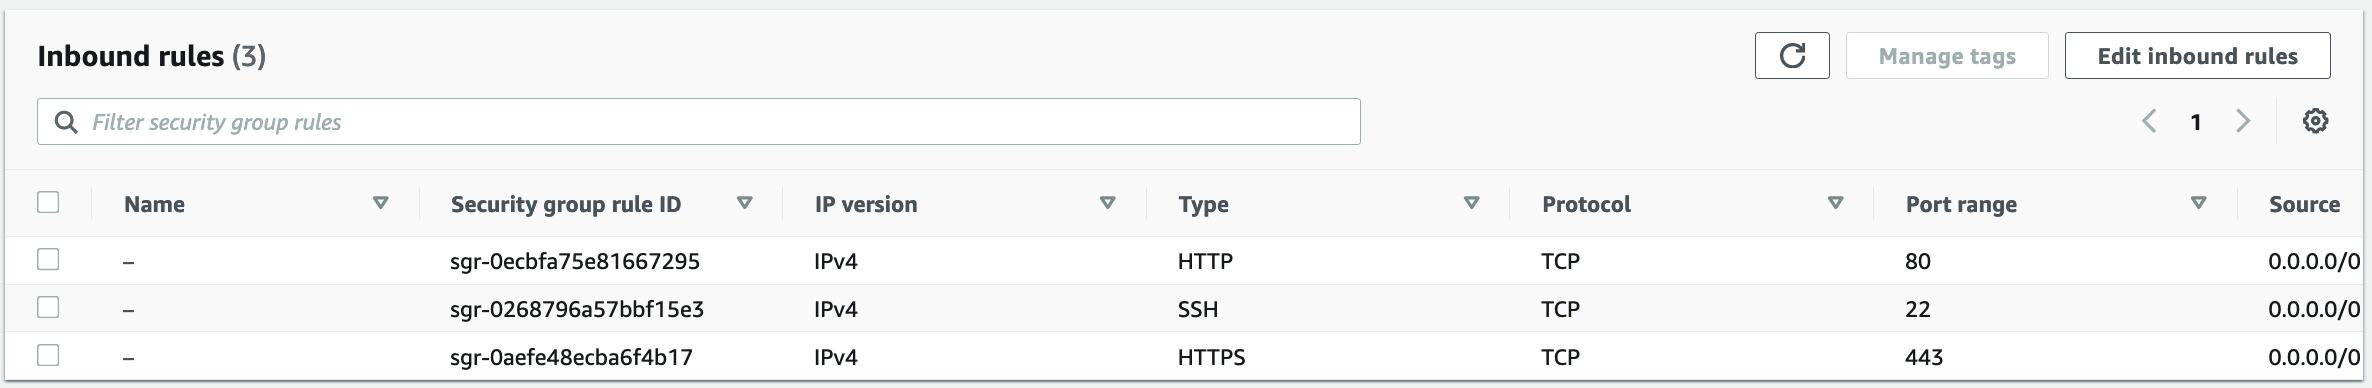 Inbound rules (3)
Manage tags
Edit inbound rules
Filter security group rules
1
Name Security group rule ID IP version Type Protocol Port range Source
– sgr-0ecbfa75e81667295 IPv4 HTTP TCP 80 0.0.0.0/0
– sgr-0268796a57bbf15e3 IPv4 SSH TCP 22 0.0.0.0/0
– sgr-0aefe48ecba6f4b17 IPv4 HTTPS TCP 443 0.0.0.0/0